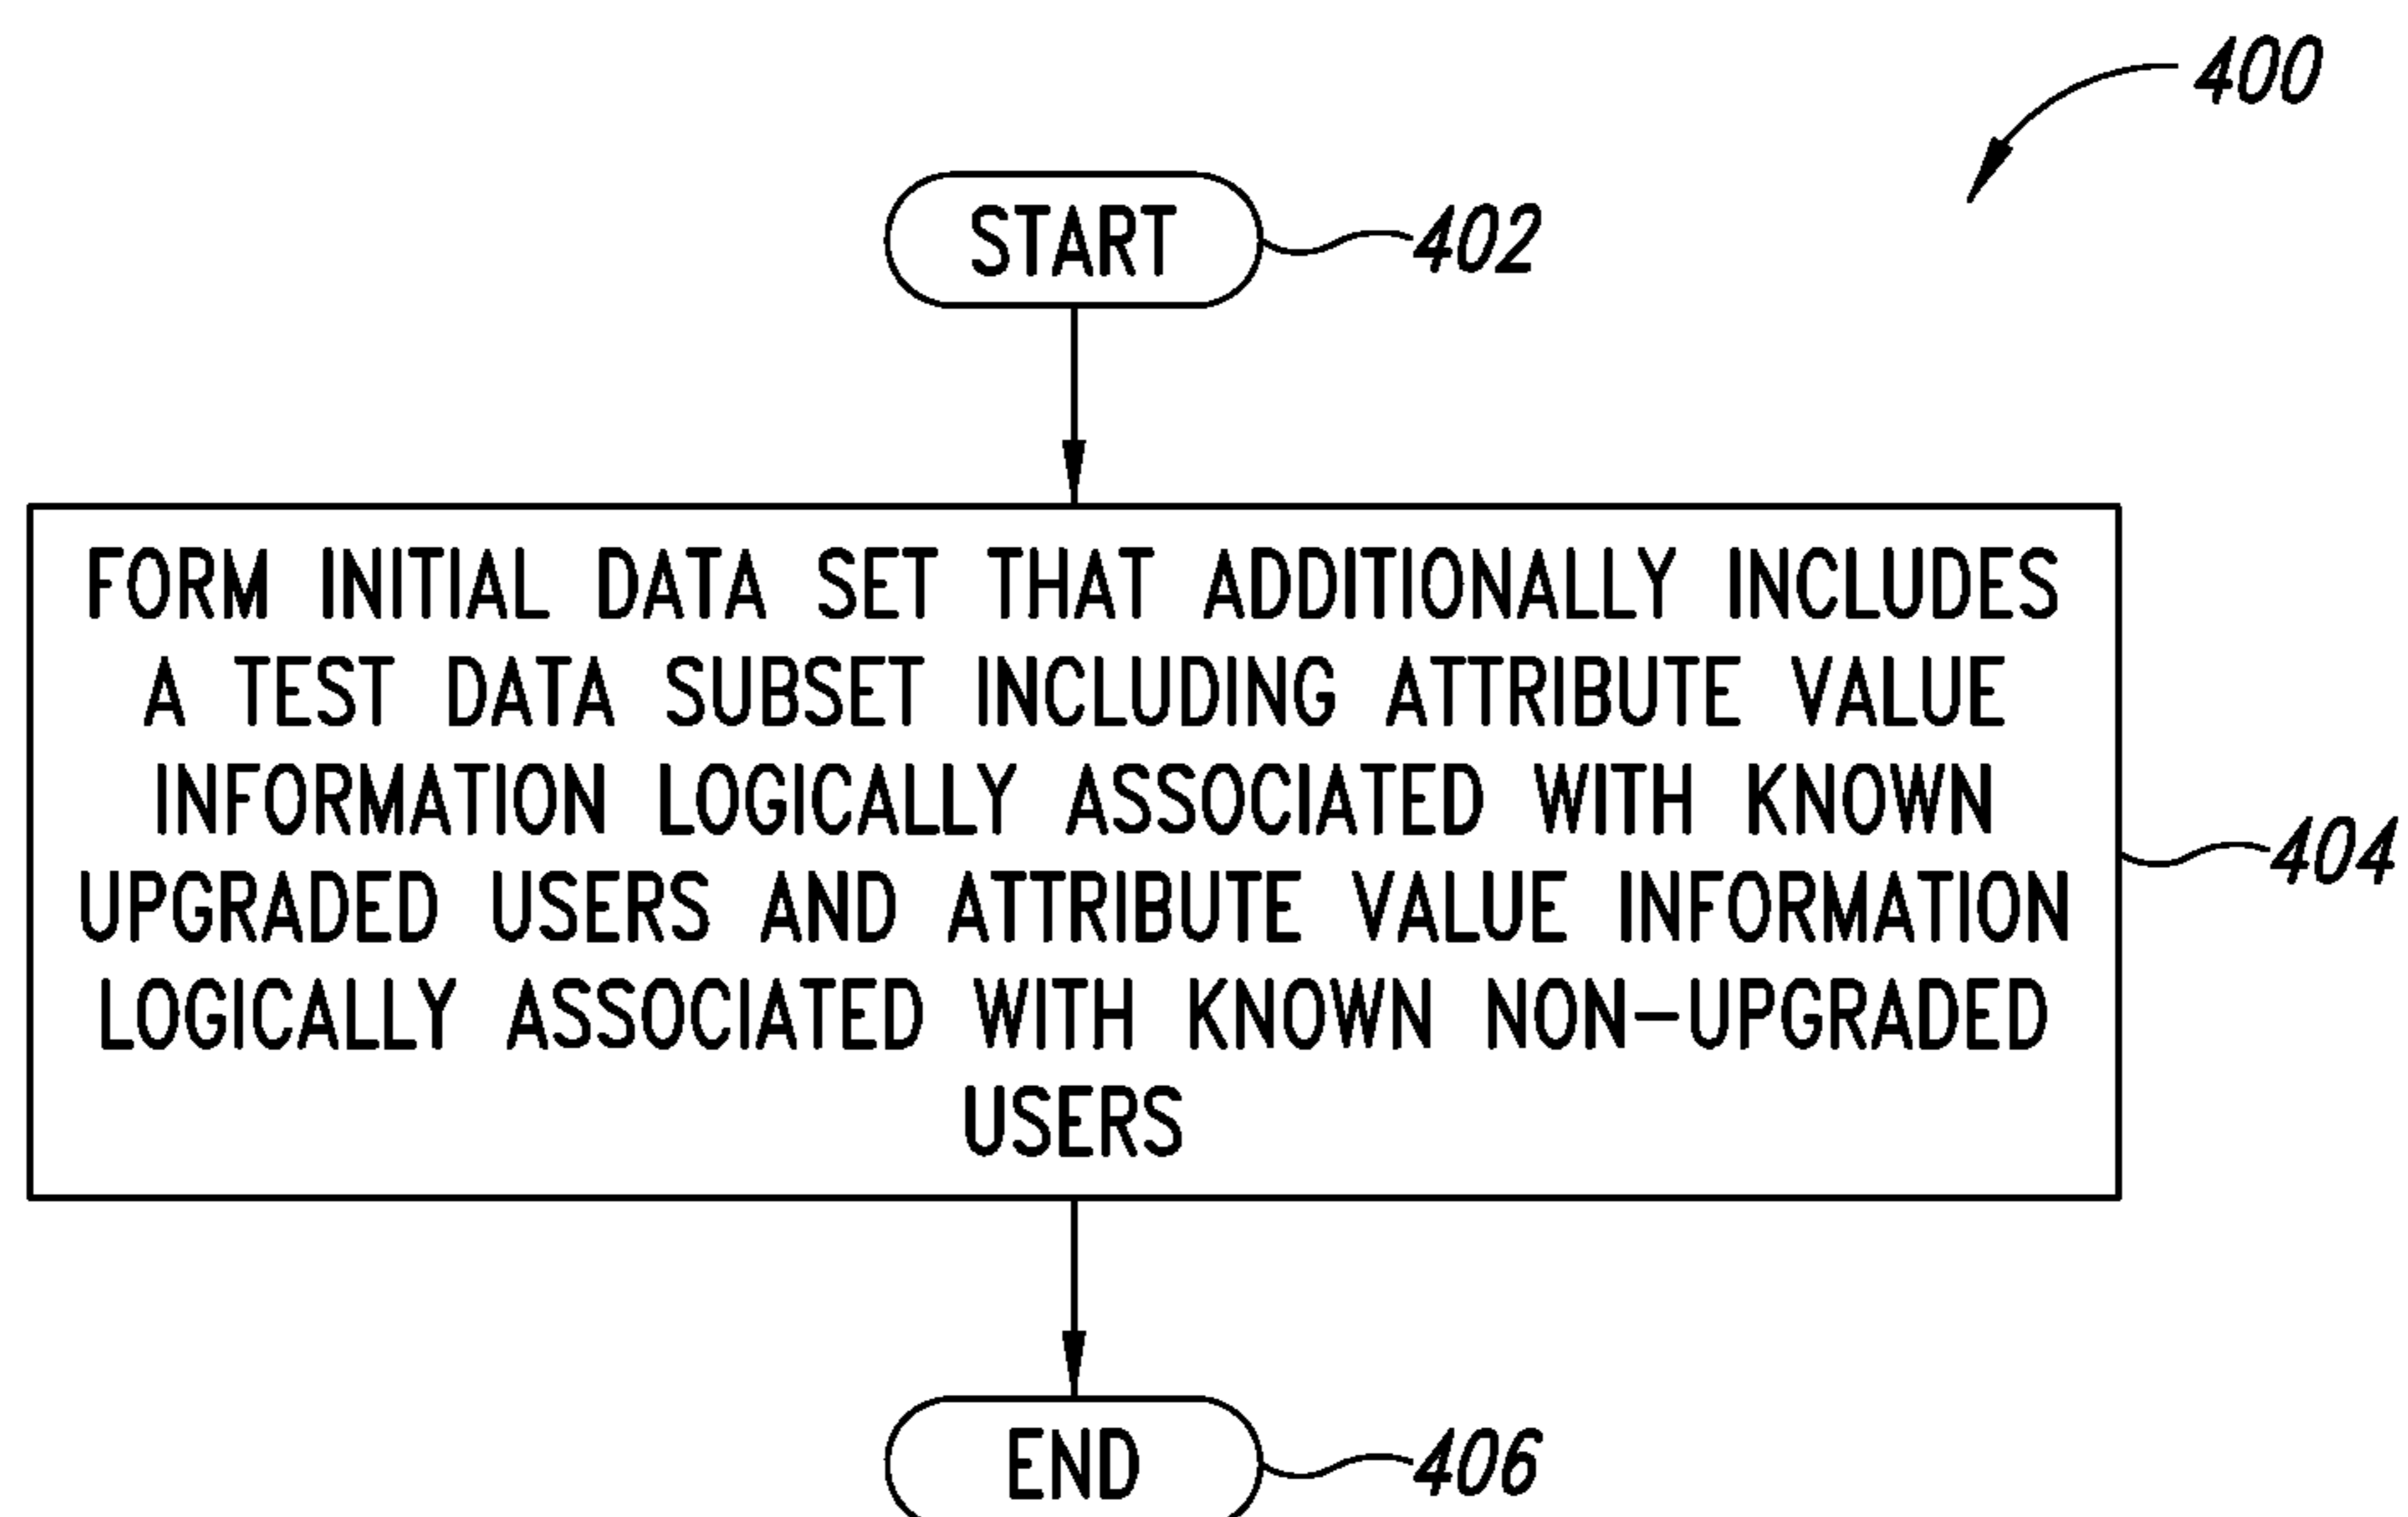 400
START
402
FORM INITIAL DATA SET THAT ADDITIONALLY INCLUDES
A TEST DATA SUBSET INCLUDING ATTRIBUTE VALUE
INFORMATION LOGICALLY ASSOCIATED WITH KNOWN
UPGRADED USERS AND ATTRIBUTE VALUE INFORMATION
LOGICALLY ASSOCIATED WITH KNOWN NON-UPGRADED
USERS
404
END
406